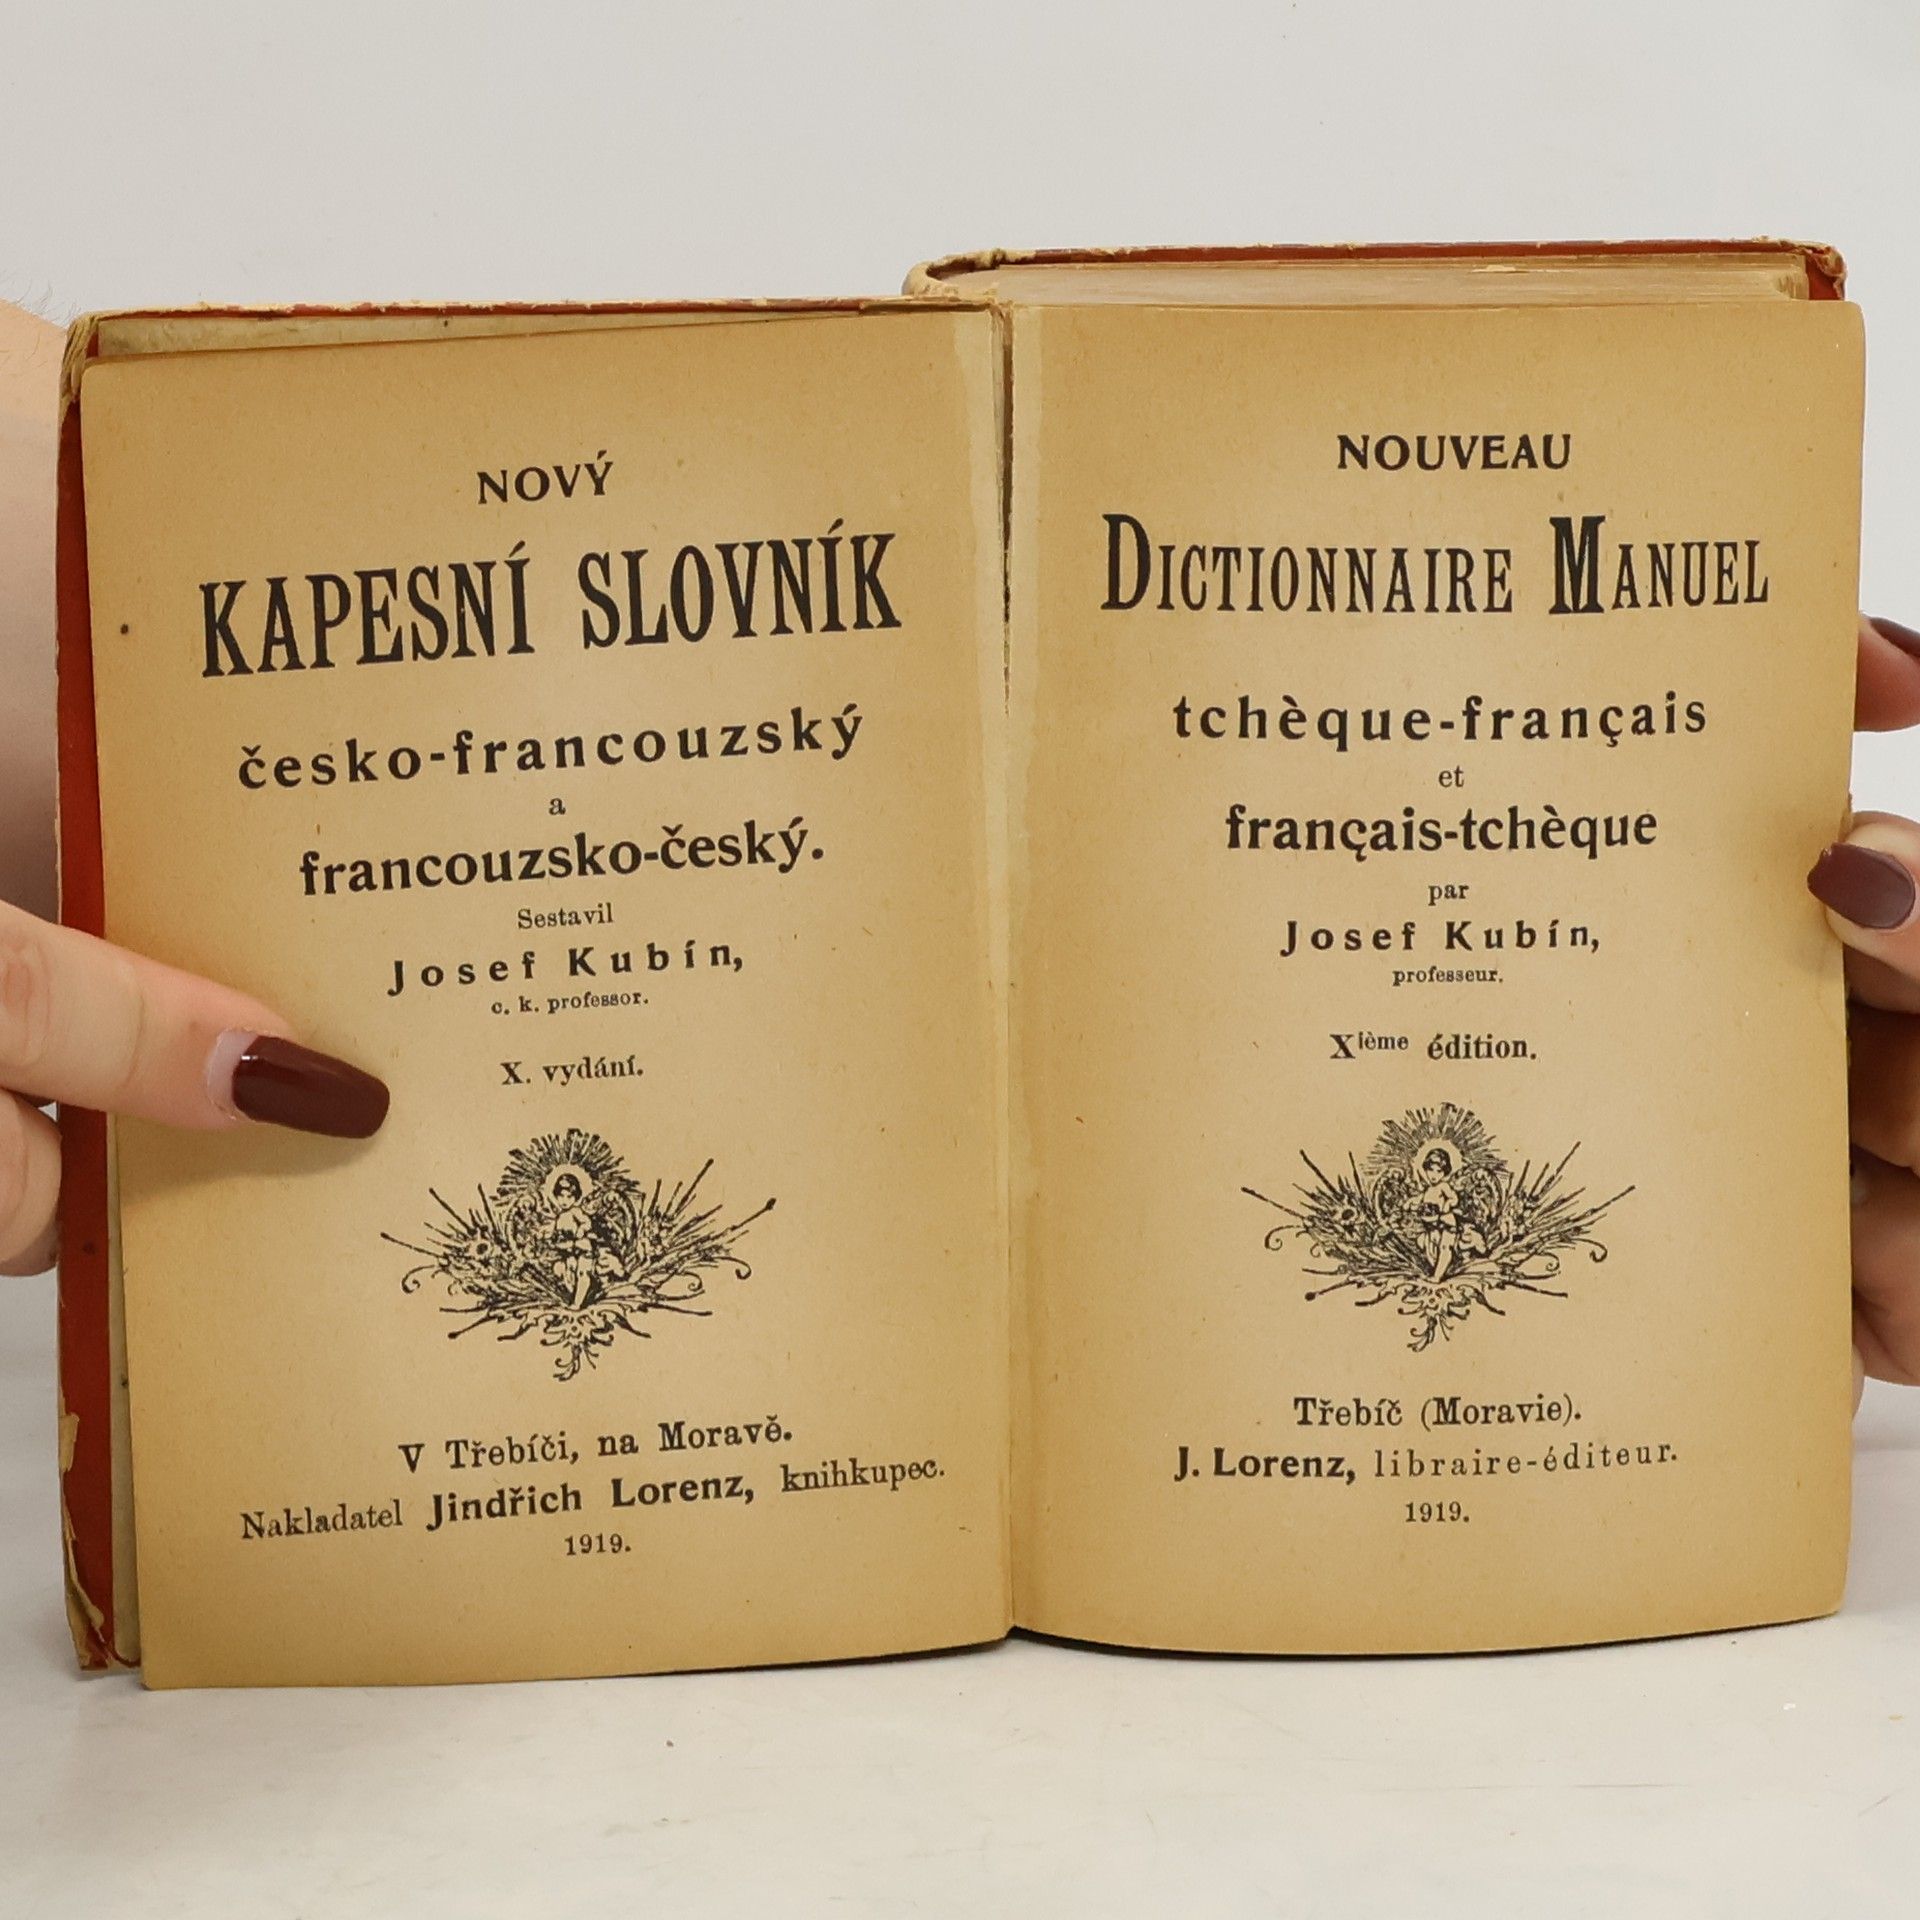 NOVÝ
KAPESNÍ SLOVNÍK
česko-francouzský
a
francouzsko-český.
Sestavil
Josef Kubín,
c. k. professor.
X. vydání.
V Třebíči, na Moravě.
Nakladatel Jindřich Lorenz, knihkupec.
1919.
NOUVEAU
DICTIONNAIRE MANUEL
tchèque-français
et
français-tchèque
par
Josef Kubín,
professeur.
Xième édition.
Třebíč (Moravie).
J. Lorenz, libraire-éditeur.
1919.